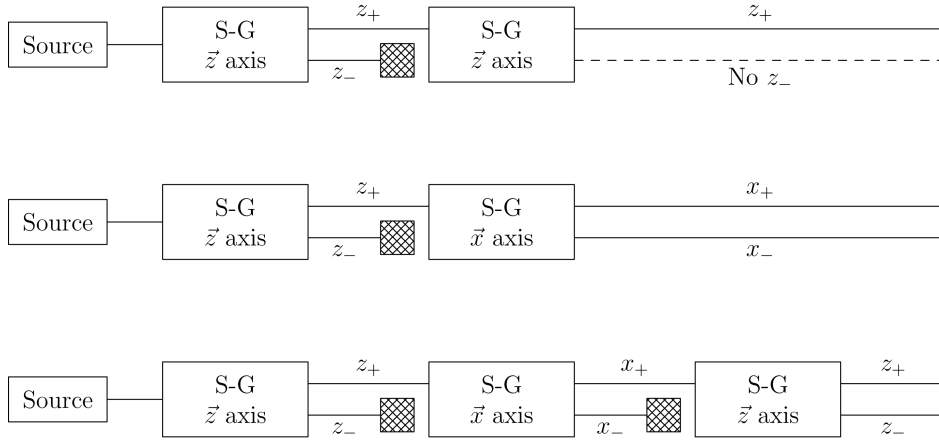 z₊ z₊
Source S-G S-G
z⃗ axis z⃗ axis
z₋ No z₋
z₊ x₊
Source S-G S-G
z⃗ axis x⃗ axis
z₋ x₋
z₊ x₊ z₊
Source S-G S-G S-G
z⃗ axis x⃗ axis z⃗ axis
z₋ x₋ z₋